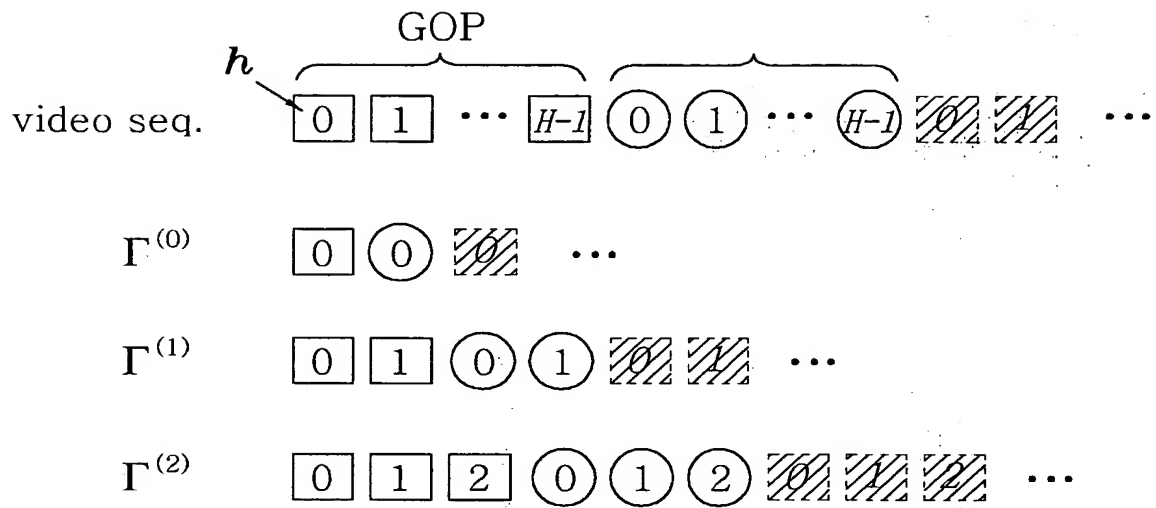 GOP
h
video seq. 0 1 ... H-1 0 1 ... H-1 0 1 ...
Γ(0) 0 0 0 ...
Γ(1) 0 1 0 1 0 1 ...
Γ(2) 0 1 2 0 1 2 0 1 2 ...